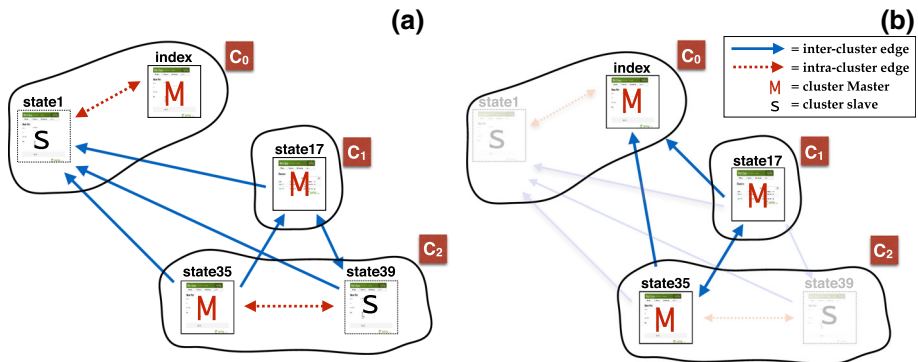 (a)
C0
index
M
state1
S
C1
state17
M
C2
state35
M
state39
S
(b)
= inter-cluster edge
= intra-cluster edge
M = cluster Master
S = cluster slave
C0
index
M
state1
S
C1
state17
M
C2
state35
M
state39
S